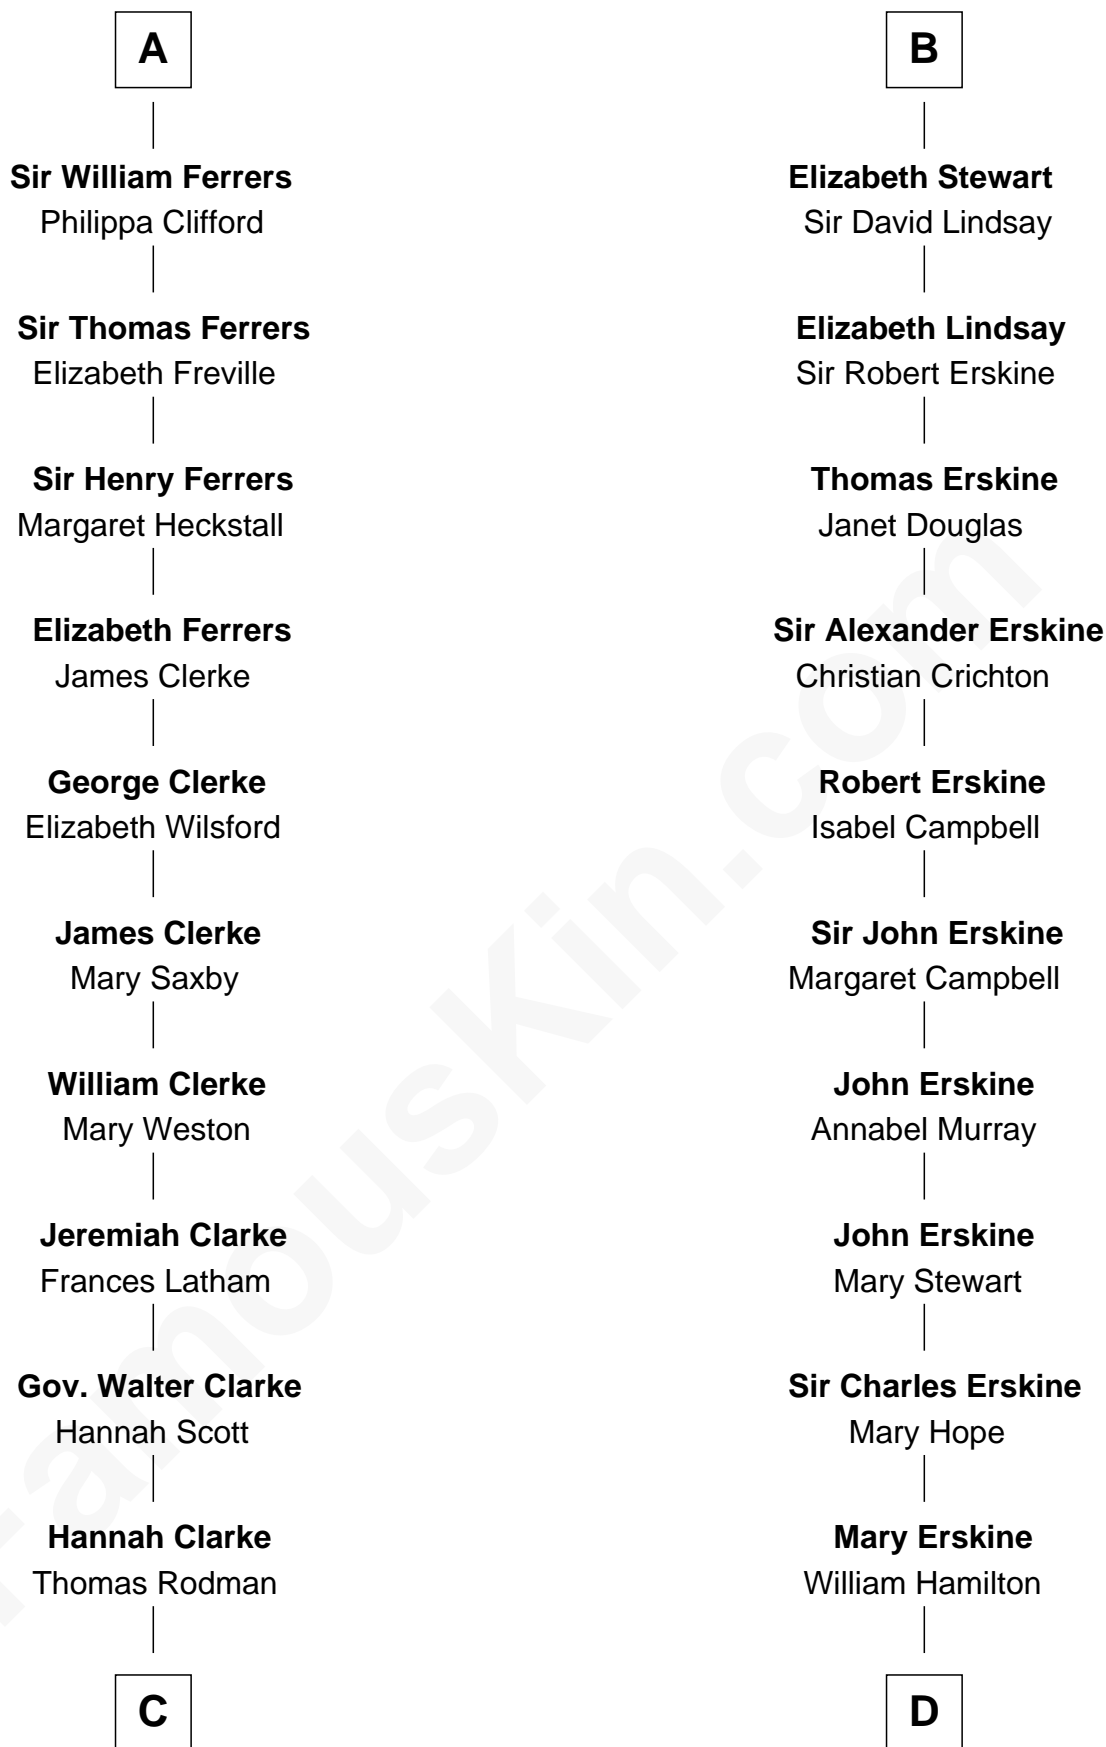 A
Sir William Ferrers
Philippa Clifford
Sir Thomas Ferrers
Elizabeth Freville
Sir Henry Ferrers
Margaret Heckstall
Elizabeth Ferrers
James Clerke
George Clerke
Elizabeth Wilsford
James Clerke
Mary Saxby
William Clerke
Mary Weston
Jeremiah Clarke
Frances Latham
Gov. Walter Clarke
Hannah Scott
Hannah Clarke
Thomas Rodman
C
B
Elizabeth Stewart
Sir David Lindsay
Elizabeth Lindsay
Sir Robert Erskine
Thomas Erskine
Janet Douglas
Sir Alexander Erskine
Christian Crichton
Robert Erskine
Isabel Campbell
Sir John Erskine
Margaret Campbell
John Erskine
Annabel Murray
John Erskine
Mary Stewart
Sir Charles Erskine
Mary Hope
Mary Erskine
William Hamilton
D
FamousKin.com